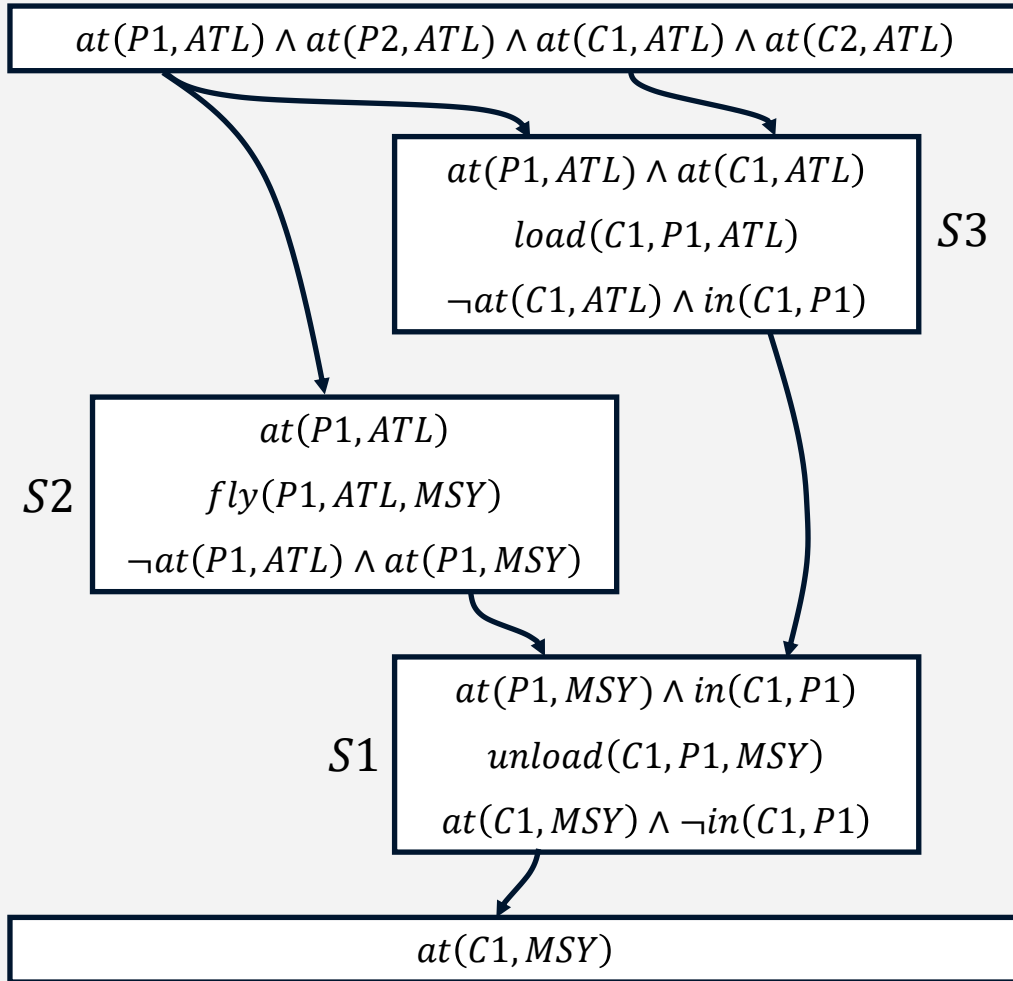 at(P1, ATL) ∧ at(P2, ATL) ∧ at(C1, ATL) ∧ at(C2, ATL)
at(P1, ATL) ∧ at(C1, ATL)
load(C1, P1, ATL)
¬at(C1, ATL) ∧ in(C1, P1)
S3
at(P1, ATL)
fly(P1, ATL, MSY)
¬at(P1, ATL) ∧ at(P1, MSY)
S2
at(P1, MSY) ∧ in(C1, P1)
unload(C1, P1, MSY)
at(C1, MSY) ∧ ¬in(C1, P1)
S1
at(C1, MSY)